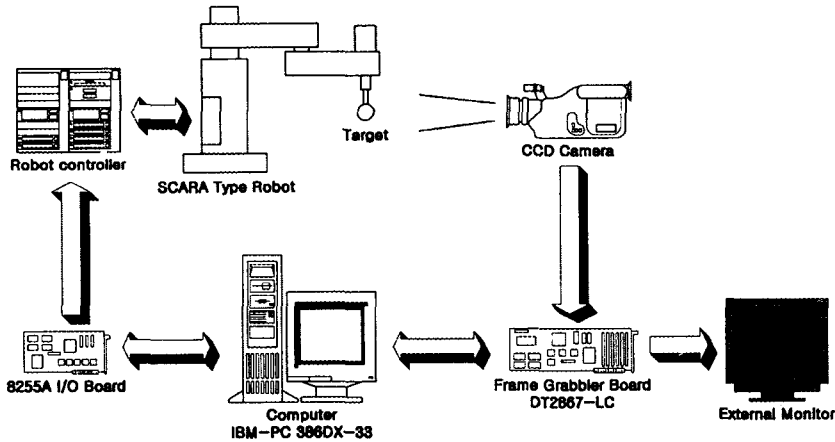 Robot controller
SCARA Type Robot
Target
CCD Camera
8255A I/O Board
Computer
IBM-PC 386DX-33
Frame Grabbler Board
DT2867-LC
External Monitor